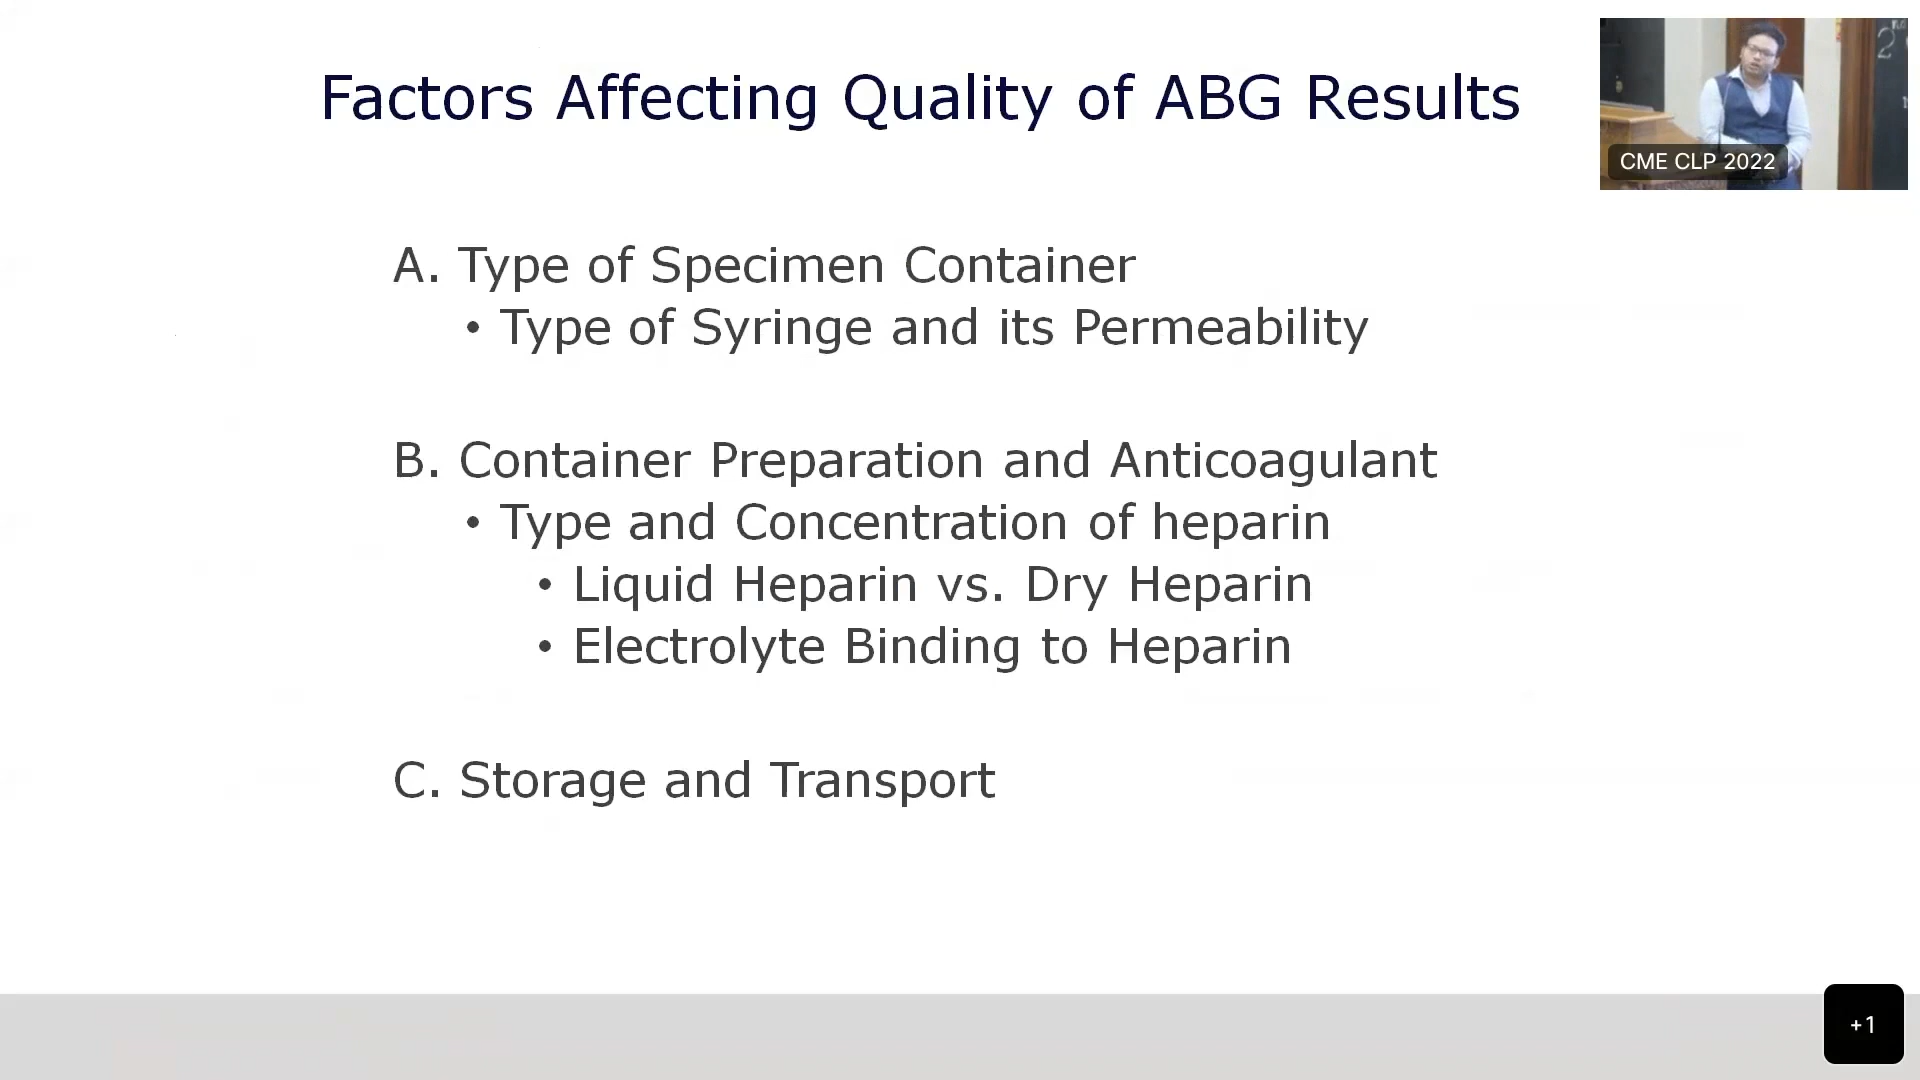 Factors Affecting Quality of ABG Results
CME CLP 2022
A. Type of Specimen Container
• Type of Syringe and its Permeability
B. Container Preparation and Anticoagulant
• Type and Concentration of heparin
• Liquid Heparin vs. Dry Heparin
• Electrolyte Binding to Heparin
C. Storage and Transport
+1